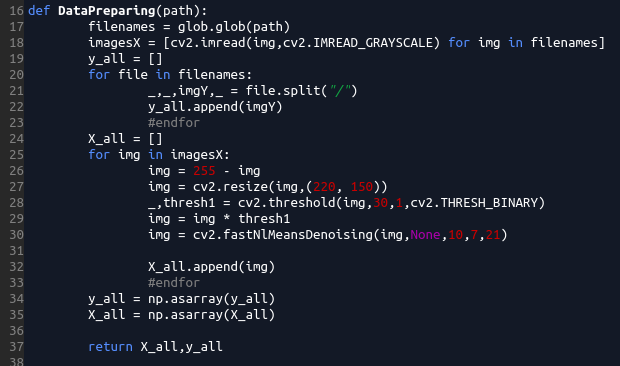 16 def DataPreparing(path):
17         filenames = glob.glob(path)
18         imagesX = [cv2.imread(img,cv2.IMREAD_GRAYSCALE) for img in filenames]
19         y_all = []
20         for file in filenames:
21                 _,_,imgY,_ = file.split("/")
22                 y_all.append(imgY)
23                 #endfor
24         X_all = []
25         for img in imagesX:
26                 img = 255 - img
27                 img = cv2.resize(img,(220, 150))
28                 _,thresh1 = cv2.threshold(img,30,1,cv2.THRESH_BINARY)
29                 img = img * thresh1
30                 img = cv2.fastNlMeansDenoising(img,None,10,7,21)
31
32                 X_all.append(img)
33                 #endfor
34         y_all = np.asarray(y_all)
35         X_all = np.asarray(X_all)
36
37         return X_all,y_all
38